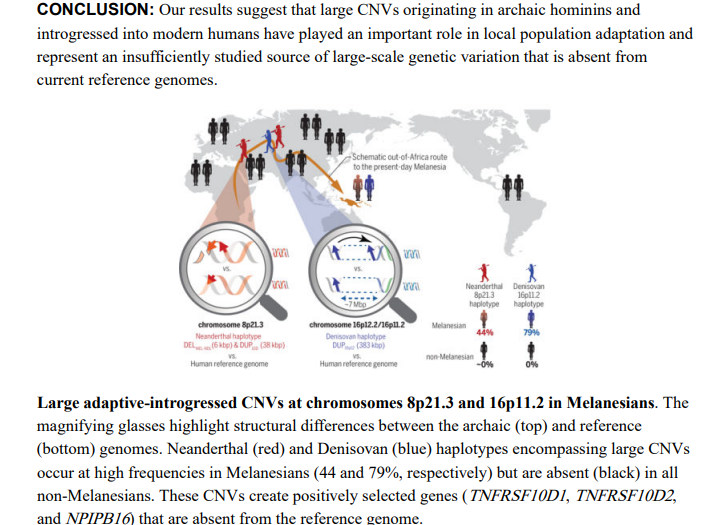 CONCLUSION: Our results suggest that large CNVs originating in archaic hominins and
introgressed into modern humans have played an important role in local population adaptation and
represent an insufficiently studied source of large-scale genetic variation that is absent from
current reference genomes.
Schematic out-of-Africa route
to the present-day Melanesia
vs.
vs.
~7 Mbp
chromosome 8p21.3
Neanderthal haplotype
(6 kbp) & DUP (38 kbp)
vs.
Human reference genome
chromosome 16p12.2/16p11.2
Denisovan haplotype
DUP (383 kbp)
vs.
Human reference genome
Neanderthal
8p21.3
haplotype
Denisovan
16p11.2
haplotype
Melanesian
44%
79%
non-Melanesian
~0%
0%
Large adaptive-introgressed CNVs at chromosomes 8p21.3 and 16p11.2 in Melanesians. The
magnifying glasses highlight structural differences between the archaic (top) and reference
(bottom) genomes. Neanderthal (red) and Denisovan (blue) haplotypes encompassing large CNVs
occur at high frequencies in Melanesians (44 and 79%, respectively) but are absent (black) in all
non-Melanesians. These CNVs create positively selected genes (TNFRSF10D1, TNFRSF10D2,
and NPIPB16) that are absent from the reference genome.